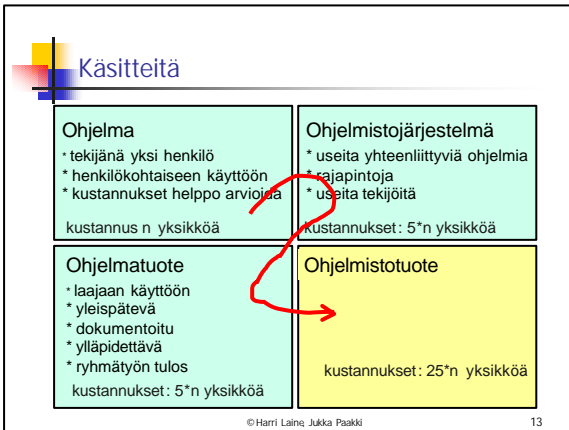 Käsitteitä
Ohjelma
* tekijänä yksi henkilö
* henkilökohtaiseen käyttöön
* kustannukset helppo arvioida
kustannus n yksikköä
Ohjelmistojärjestelmä
* useita yhteenliittyviä ohjelmia
* rajapintoja
* useita tekijöitä
kustannukset: 5*n yksikköä
Ohjelmatuote
* laajaan käyttöön
* yleispätevä
* dokumentoitu
* ylläpidettävä
* ryhmätyön tulos
kustannukset: 5*n yksikköä
Ohjelmistotuote
kustannukset: 25*n yksikköä
© Harri Laine, Jukka Paakki
13